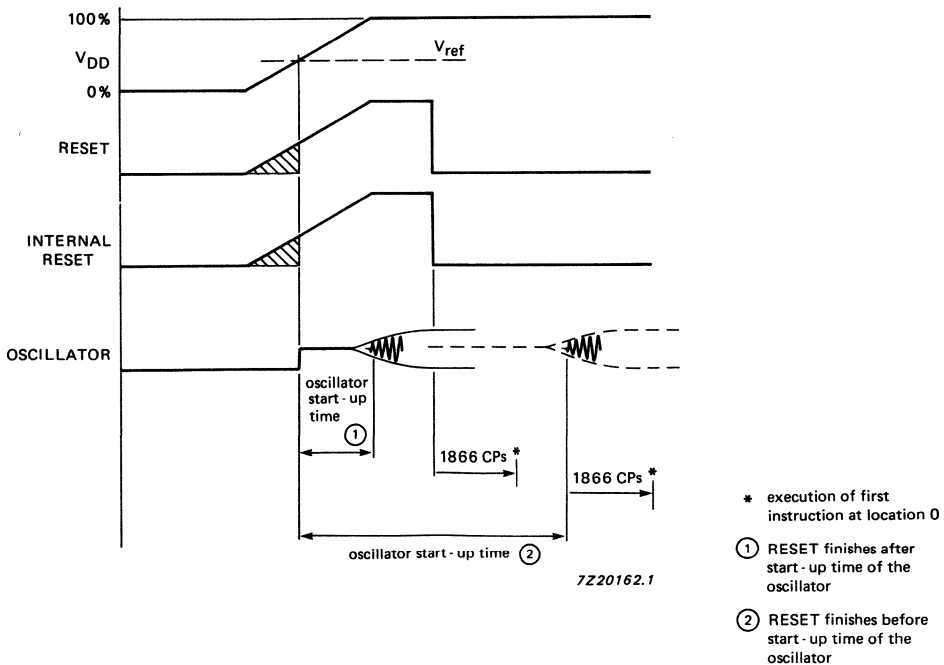 100%
V_DD
V_ref
0%
RESET
INTERNAL
RESET
OSCILLATOR
oscillator
start - up
time
①
1866 CPs *
1866 CPs *
oscillator start - up time ②
7Z20162.1
* execution of first
instruction at location 0
① RESET finishes after
start - up time of the
oscillator
② RESET finishes before
start - up time of the
oscillator